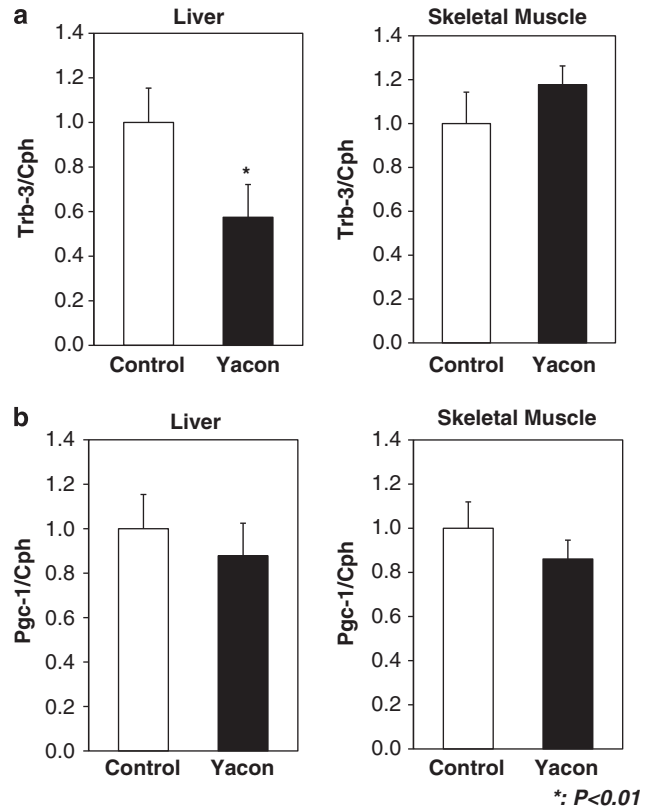 a
Liver
Skeletal Muscle
Trb-3/Cph
1.4
1.2
1.0
0.8
0.6
0.4
0.2
0.0
*
Control Yacon
Trb-3/Cph
1.4
1.2
1.0
0.8
0.6
0.4
0.2
0.0
Control Yacon
b
Liver
Skeletal Muscle
Pgc-1/Cph
1.4
1.2
1.0
0.8
0.6
0.4
0.2
0.0
Control Yacon
Pgc-1/Cph
1.4
1.2
1.0
0.8
0.6
0.4
0.2
0.0
Control Yacon
*: P<0.01